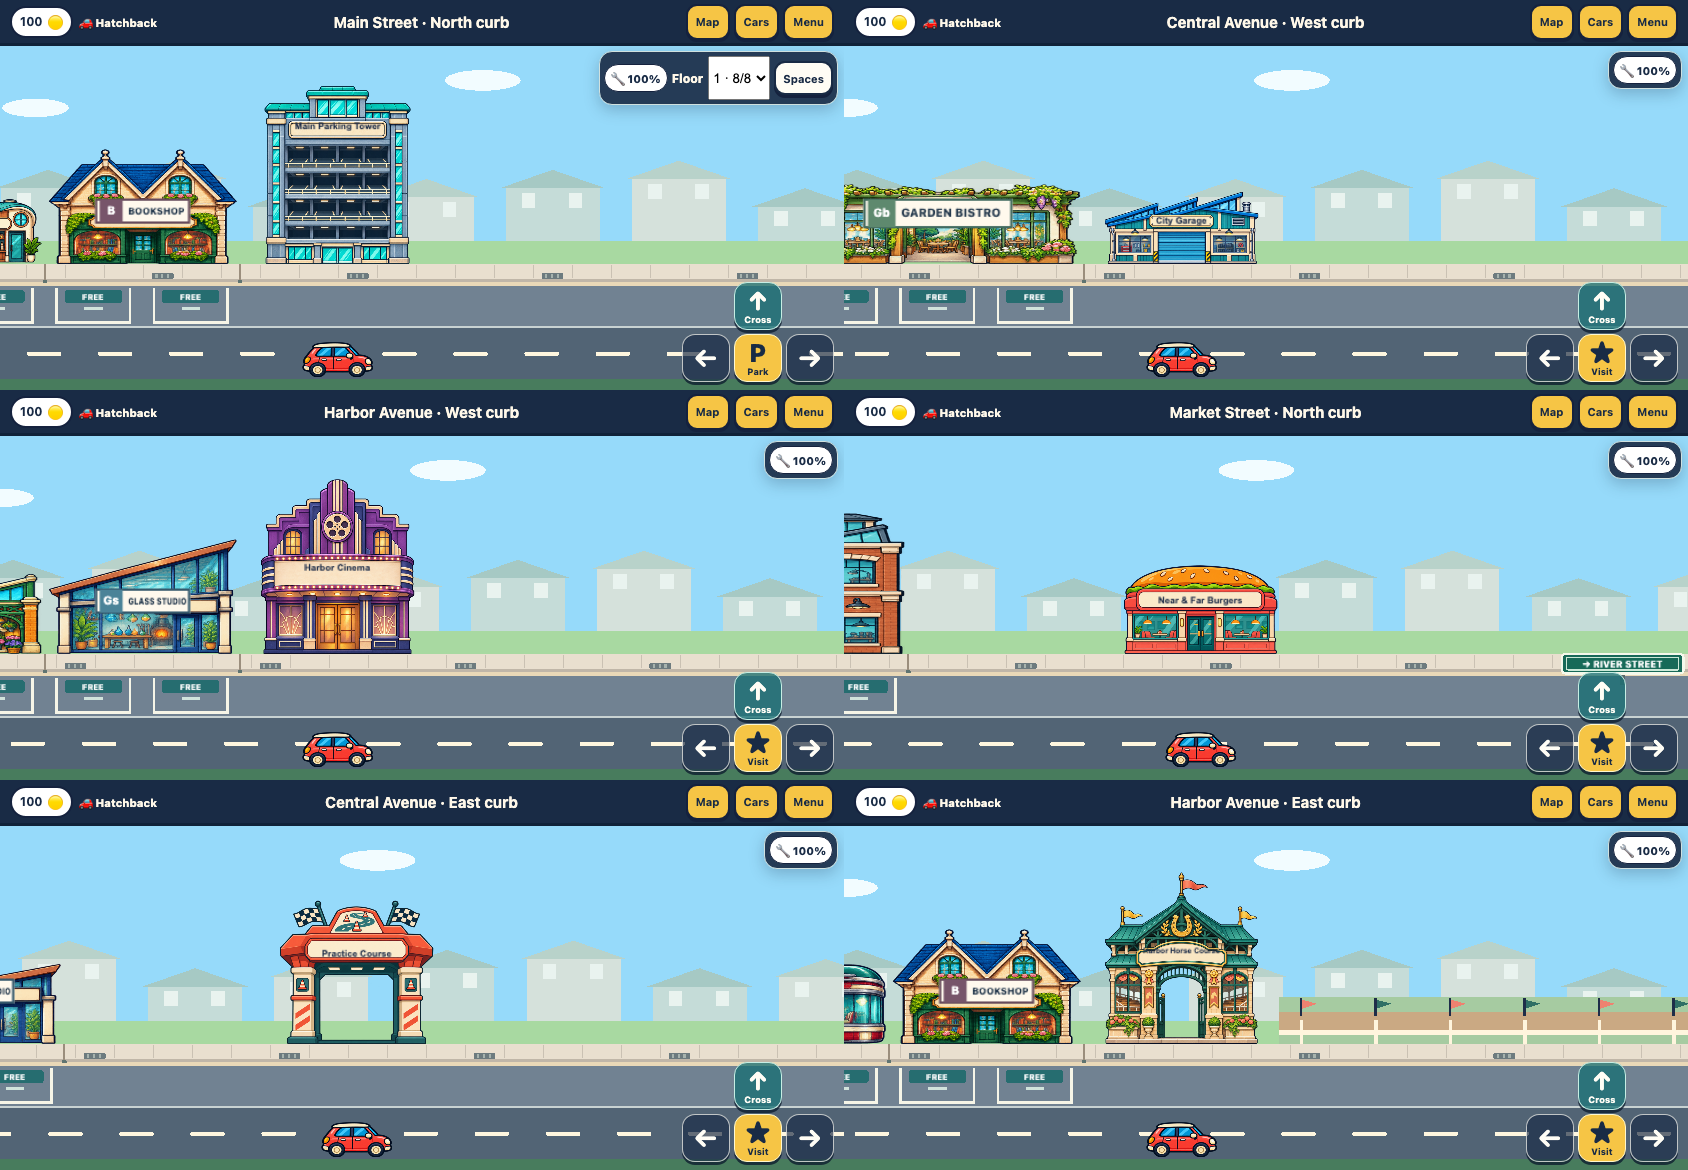 100
Hatchback
Main Street · North curb
Map
Cars
Menu
100%
Floor
1 · 8/8
Spaces
Main Parking Tower
B
BOOKSHOP
FREE
FREE
Cross
P
Park
100
Hatchback
Central Avenue · West curb
Map
Cars
Menu
100%
Gb
GARDEN BISTRO
City Garage
FREE
FREE
Cross
Visit
100
Hatchback
Harbor Avenue · West curb
Map
Cars
Menu
100%
Harbor Cinema
Gs
GLASS STUDIO
FREE
FREE
Cross
Visit
100
Hatchback
Market Street · North curb
Map
Cars
Menu
100%
Near & Far Burgers
→ RIVER STREET
FREE
Cross
Visit
100
Hatchback
Central Avenue · East curb
Map
Cars
Menu
100%
Practice Course
FREE
Cross
Visit
100
Hatchback
Harbor Avenue · East curb
Map
Cars
Menu
100%
Horse
B
BOOKSHOP
FREE
FREE
Cross
Visit